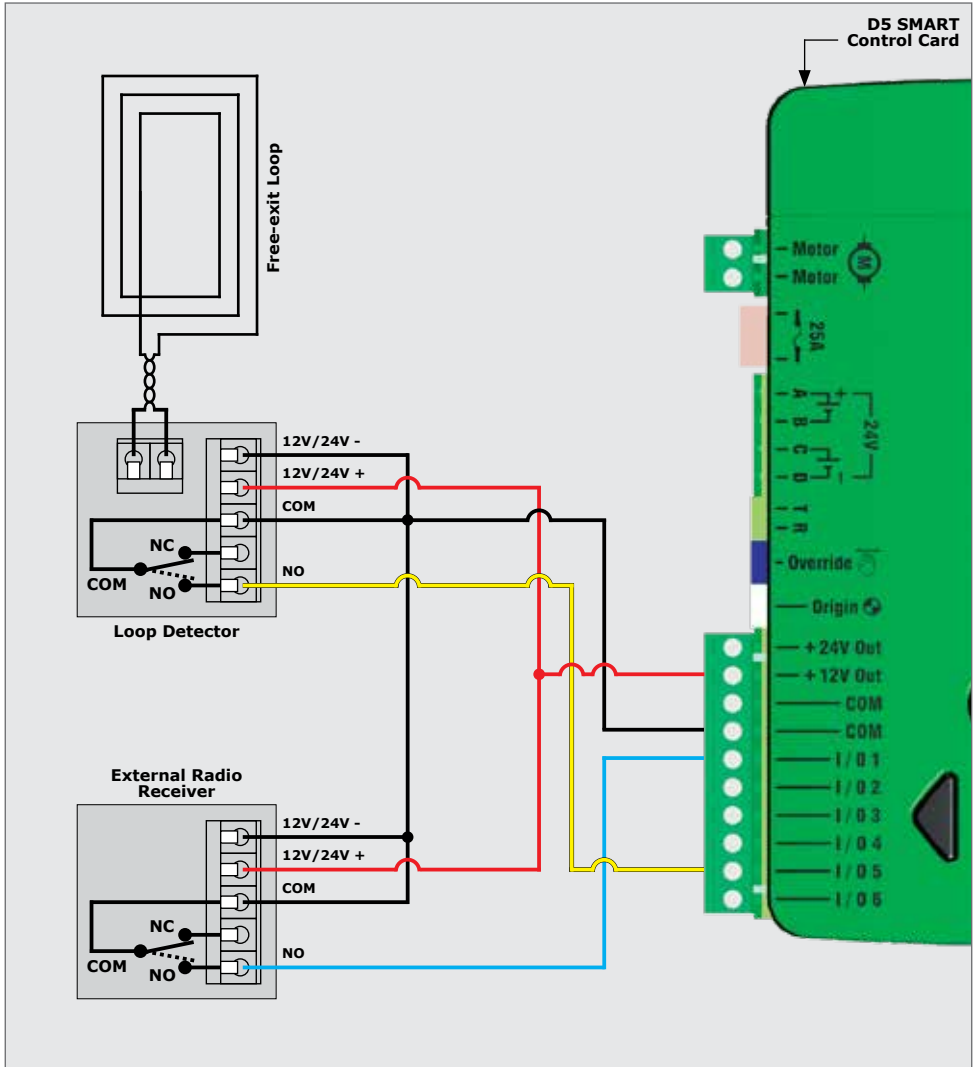 D5 SMART
Control Card
Free-exit Loop
Motor
Motor
M
25A
A
+
B
24V
C
D
−
T
R
Override
Origin
+ 24V Out
+ 12V Out
COM
COM
I / O 1
I / O 2
I / O 3
I / O 4
I / O 5
I / O 6
12V/24V -
12V/24V +
COM
NC
COM
NO
NO
Loop Detector
External Radio
Receiver
12V/24V -
12V/24V +
COM
NC
COM
NO
NO